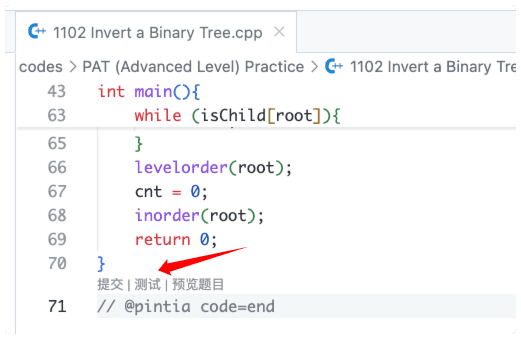 1102 Invert a Binary Tree.cpp ×
codes > PAT (Advanced Level) Practice > 1102 Invert a Binary Tre
43 int main(){
63 while (isChild[root]){
65 }
66 levelorder(root);
67 cnt = 0;
68 inorder(root);
69 return 0;
70 }
提交 | 测试 | 预览题目
71 // @pintia code=end